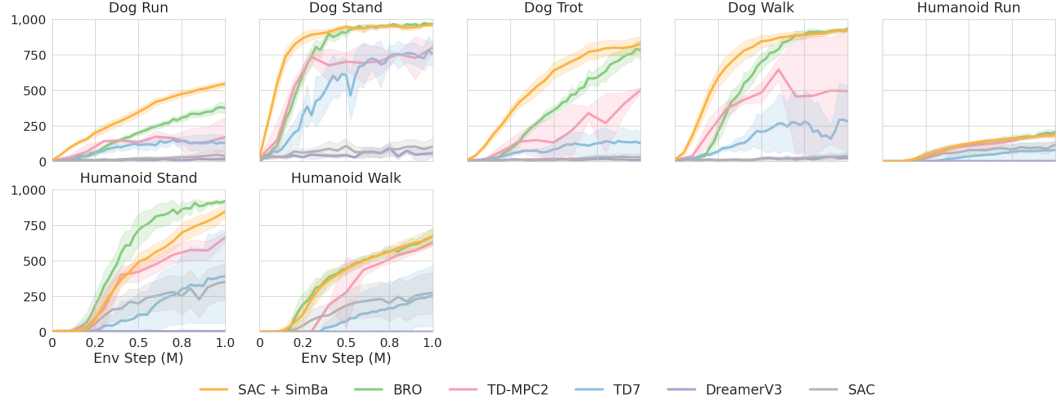 Dog Run
Dog Stand
Dog Trot
Dog Walk
Humanoid Run
1,000
750
500
250
0
Humanoid Stand
Humanoid Walk
1,000
750
500
250
0
0 0.2 0.5 0.8 1.0
0 0.2 0.5 0.8 1.0
Env Step (M)
Env Step (M)
SAC + SimBa BRO TD-MPC2 TD7 DreamerV3 SAC